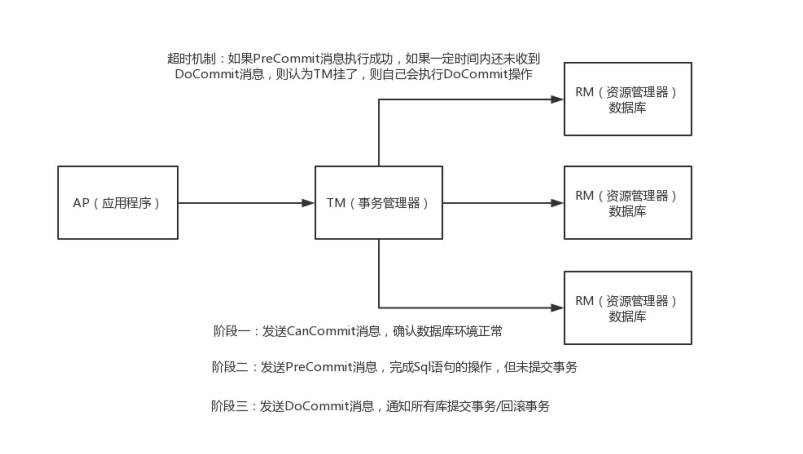 超时机制：如果PreCommit消息执行成功，如果一定时间内还未收到
DoCommit消息，则认为TM挂了，则自己会执行DoCommit操作
RM（资源管理器）
数据库
AP（应用程序）
TM（事务管理器）
RM（资源管理器）
数据库
RM（资源管理器）
数据库
阶段一：发送CanCommit消息，确认数据库环境正常
阶段二：发送PreCommit消息，完成Sql语句的操作，但未提交事务
阶段三：发送DoCommit消息，通知所有库提交事务/回滚事务